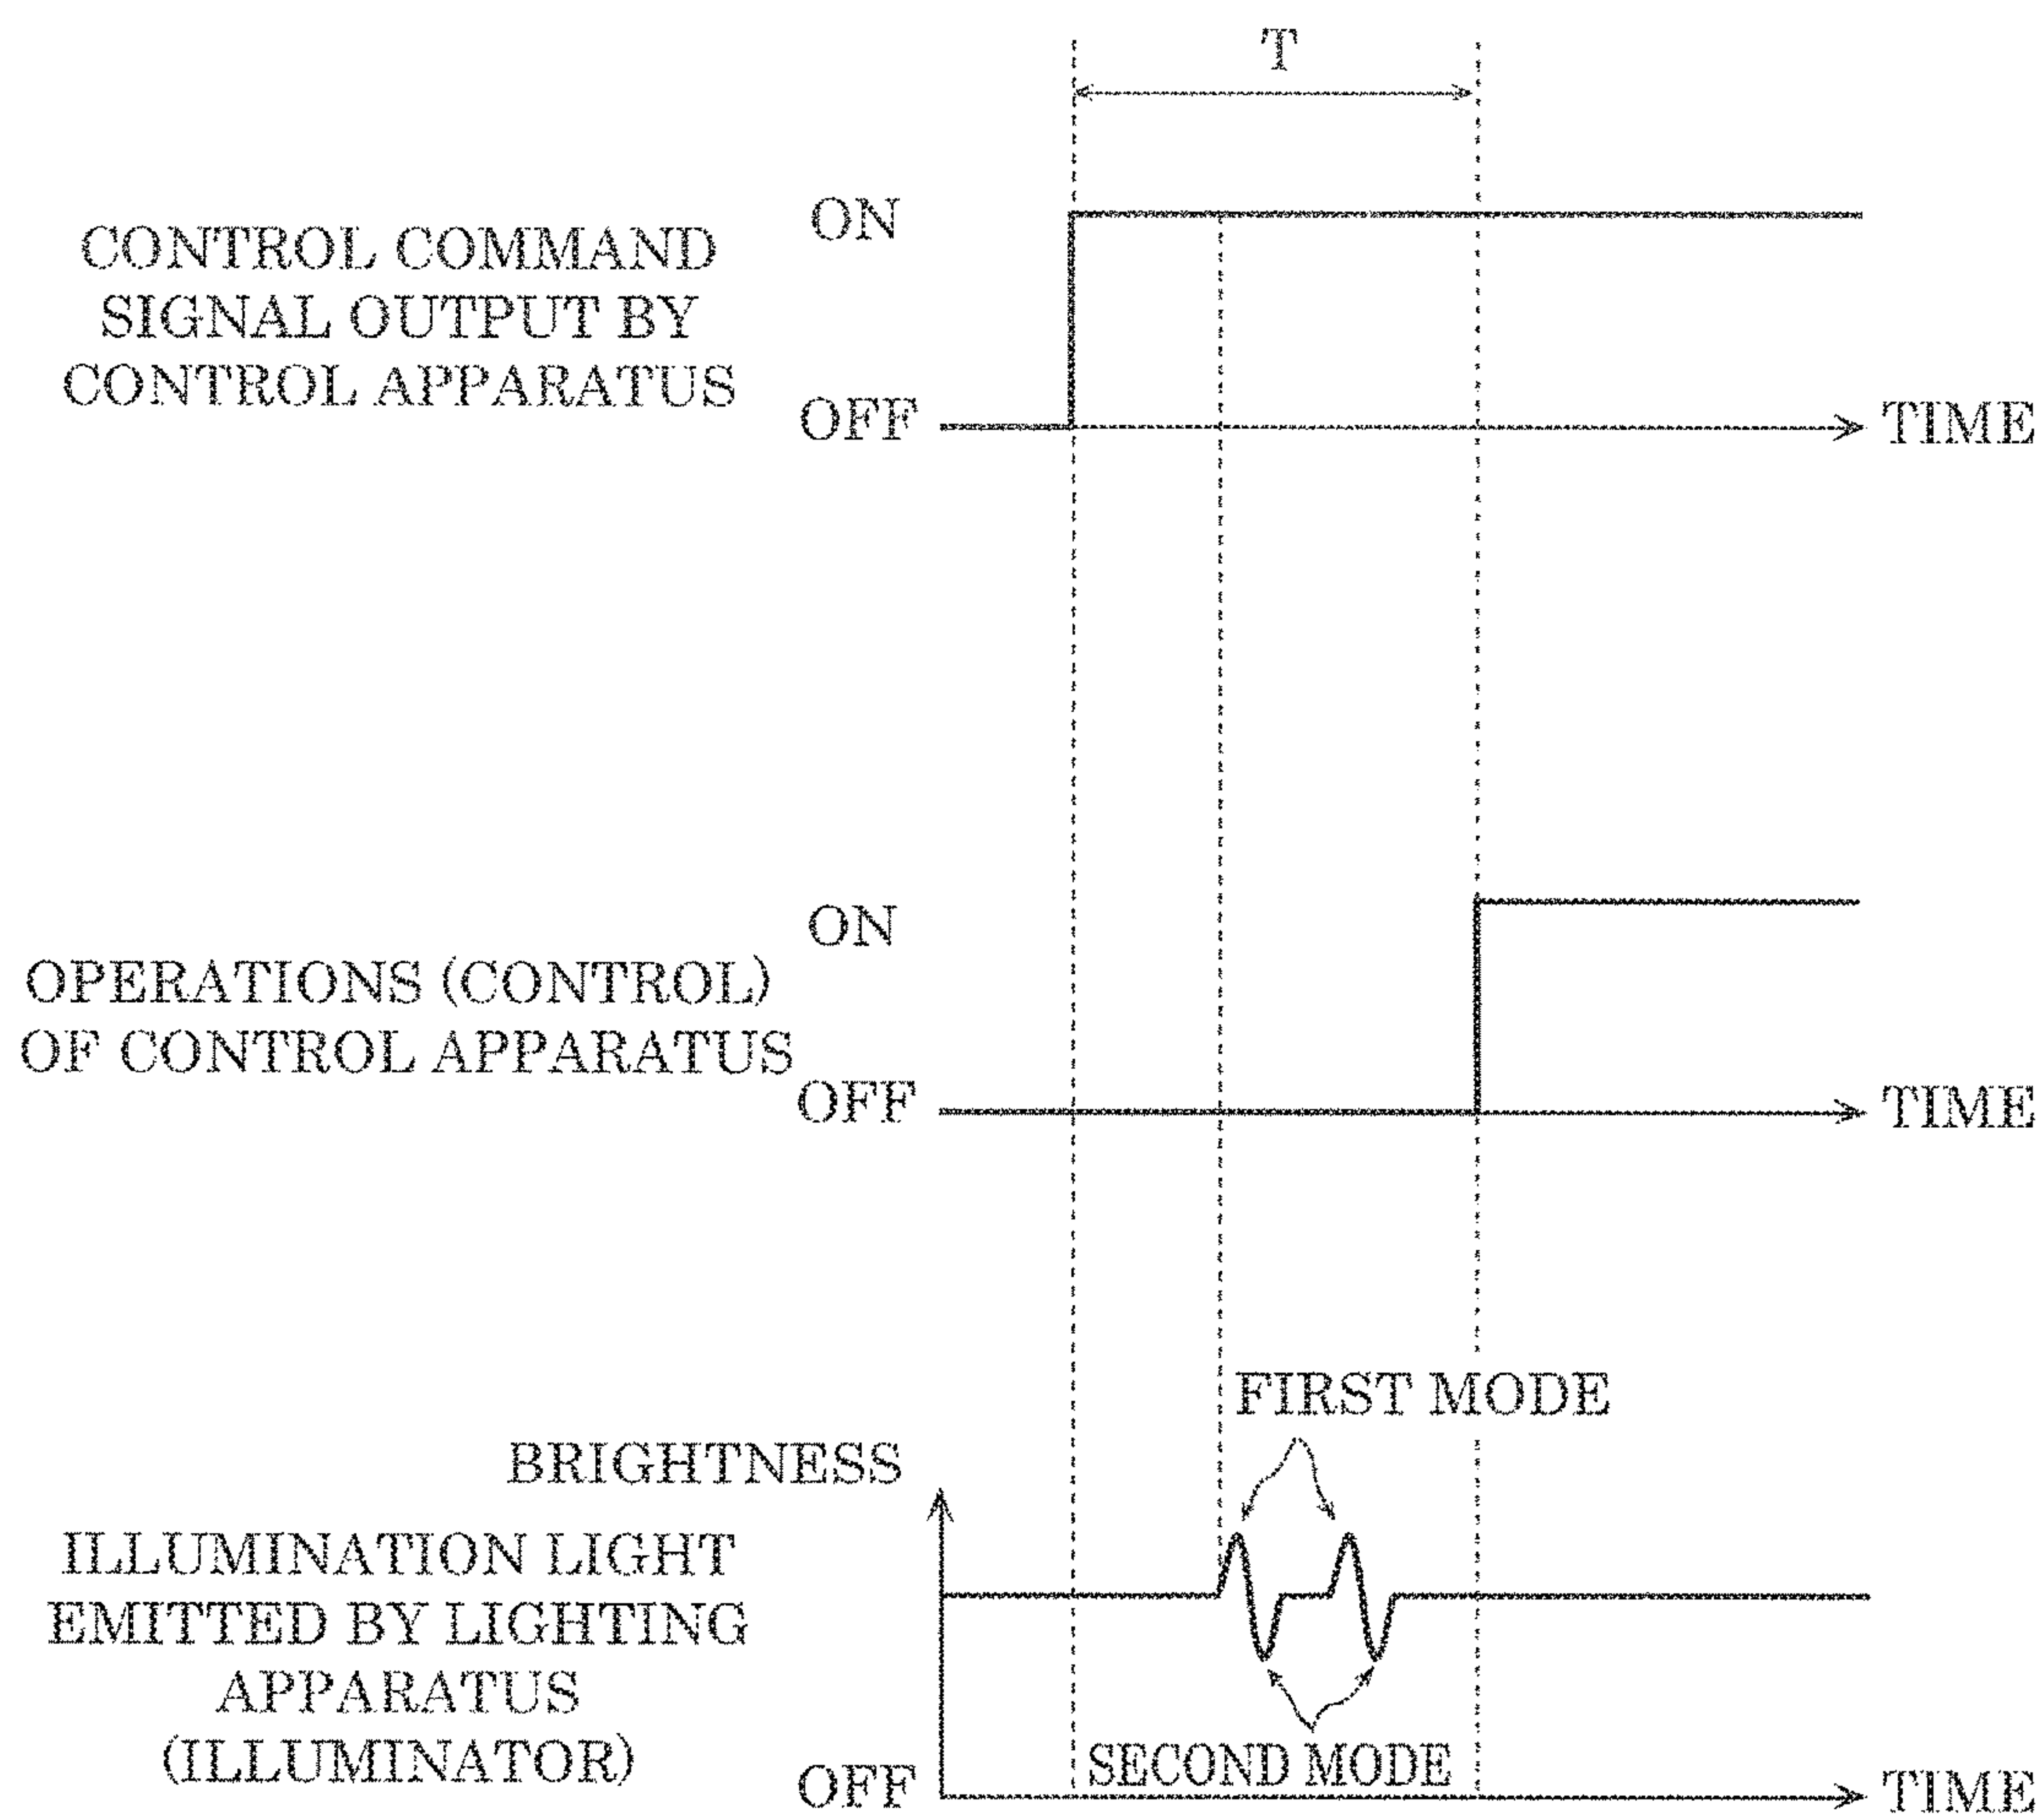 T
ON
CONTROL COMMAND
SIGNAL OUTPUT BY
CONTROL APPARATUS
OFF
TIME
ON
OPERATIONS (CONTROL)
OF CONTROL APPARATUS
OFF
TIME
FIRST MODE
BRIGHTNESS
ILLUMINATION LIGHT
EMITTED BY LIGHTING
APPARATUS
(ILLUMINATOR)
SECOND MODE
OFF
TIME